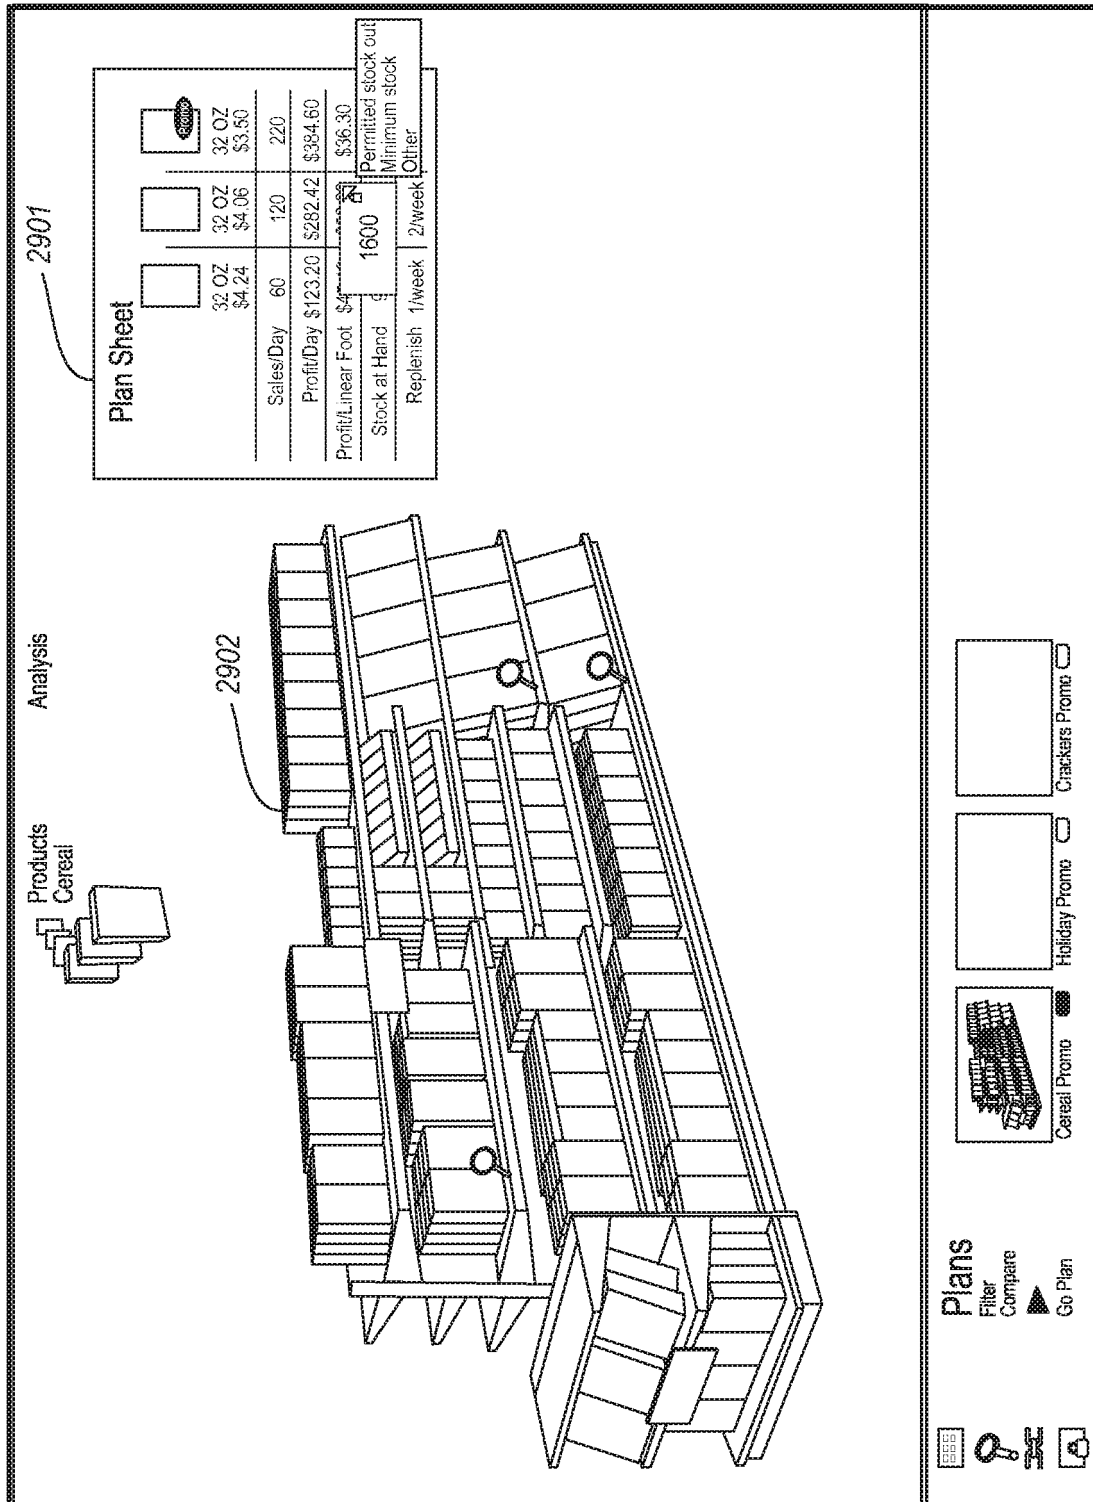 Products
Cereal
Analysis
2901
2902
Plan Sheet
32 OZ 32 OZ 32 OZ
$4.24 $4.06 $3.50
Sales/Day 60 120 220
Profit/Day $123.20 $282.42 $384.60
Profit/Linear Foot $4 $36.30
Stock at Hand 1600
Replenish 1/week 2/week
Permitted stock out
Minimum stock
Other
Plans
Filter
Compare
Go Plan
Cereal Promo
Holiday Promo
Crackers Promo